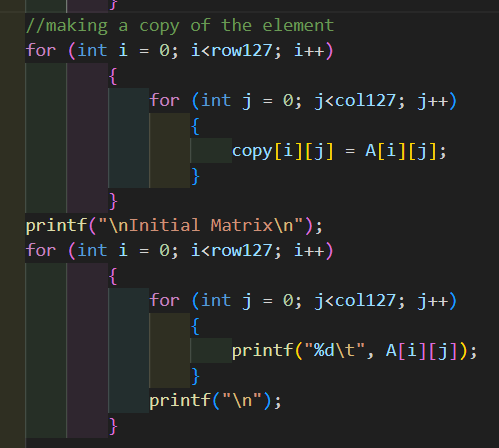 }
//making a copy of the element
for (int i = 0; i<row127; i++)
{
for (int j = 0; j<col127; j++)
{
copy[i][j] = A[i][j];
}
}
printf("\nInitial Matrix\n");
for (int i = 0; i<row127; i++)
{
for (int j = 0; j<col127; j++)
{
printf("%d\t", A[i][j]);
}
printf("\n");
}